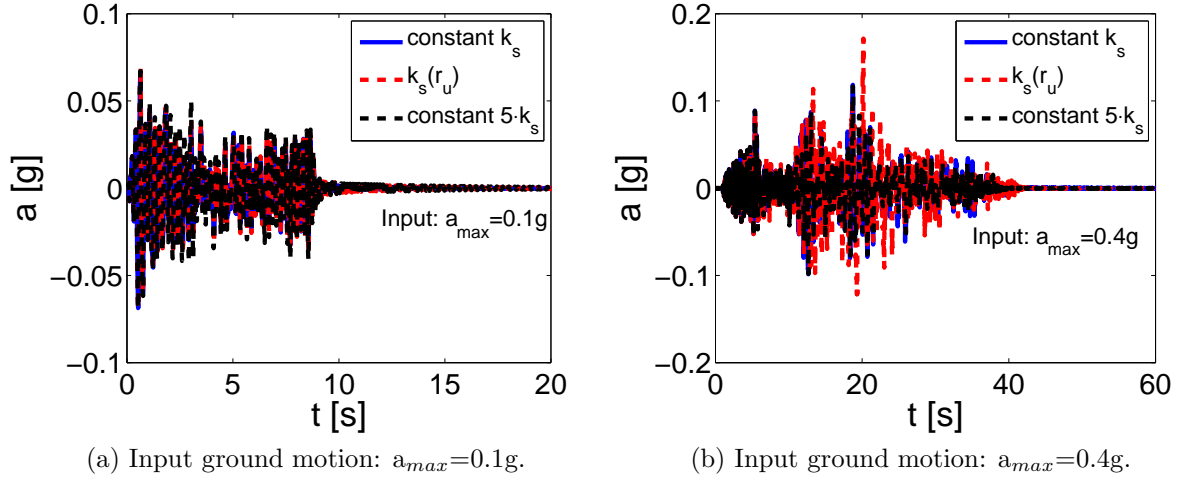 0.1
0.05
0
−0.05
−0.1
a [g]
constant k_s
k_s(r_u)
constant 5·k_s
Input: a_max=0.1g
0 5 10 15 20
t [s]
(a) Input ground motion: a_max=0.1g.
0.2
0.1
0
−0.1
−0.2
a [g]
constant k_s
k_s(r_u)
constant 5·k_s
Input: a_max=0.4g
0 20 40 60
t [s]
(b) Input ground motion: a_max=0.4g.